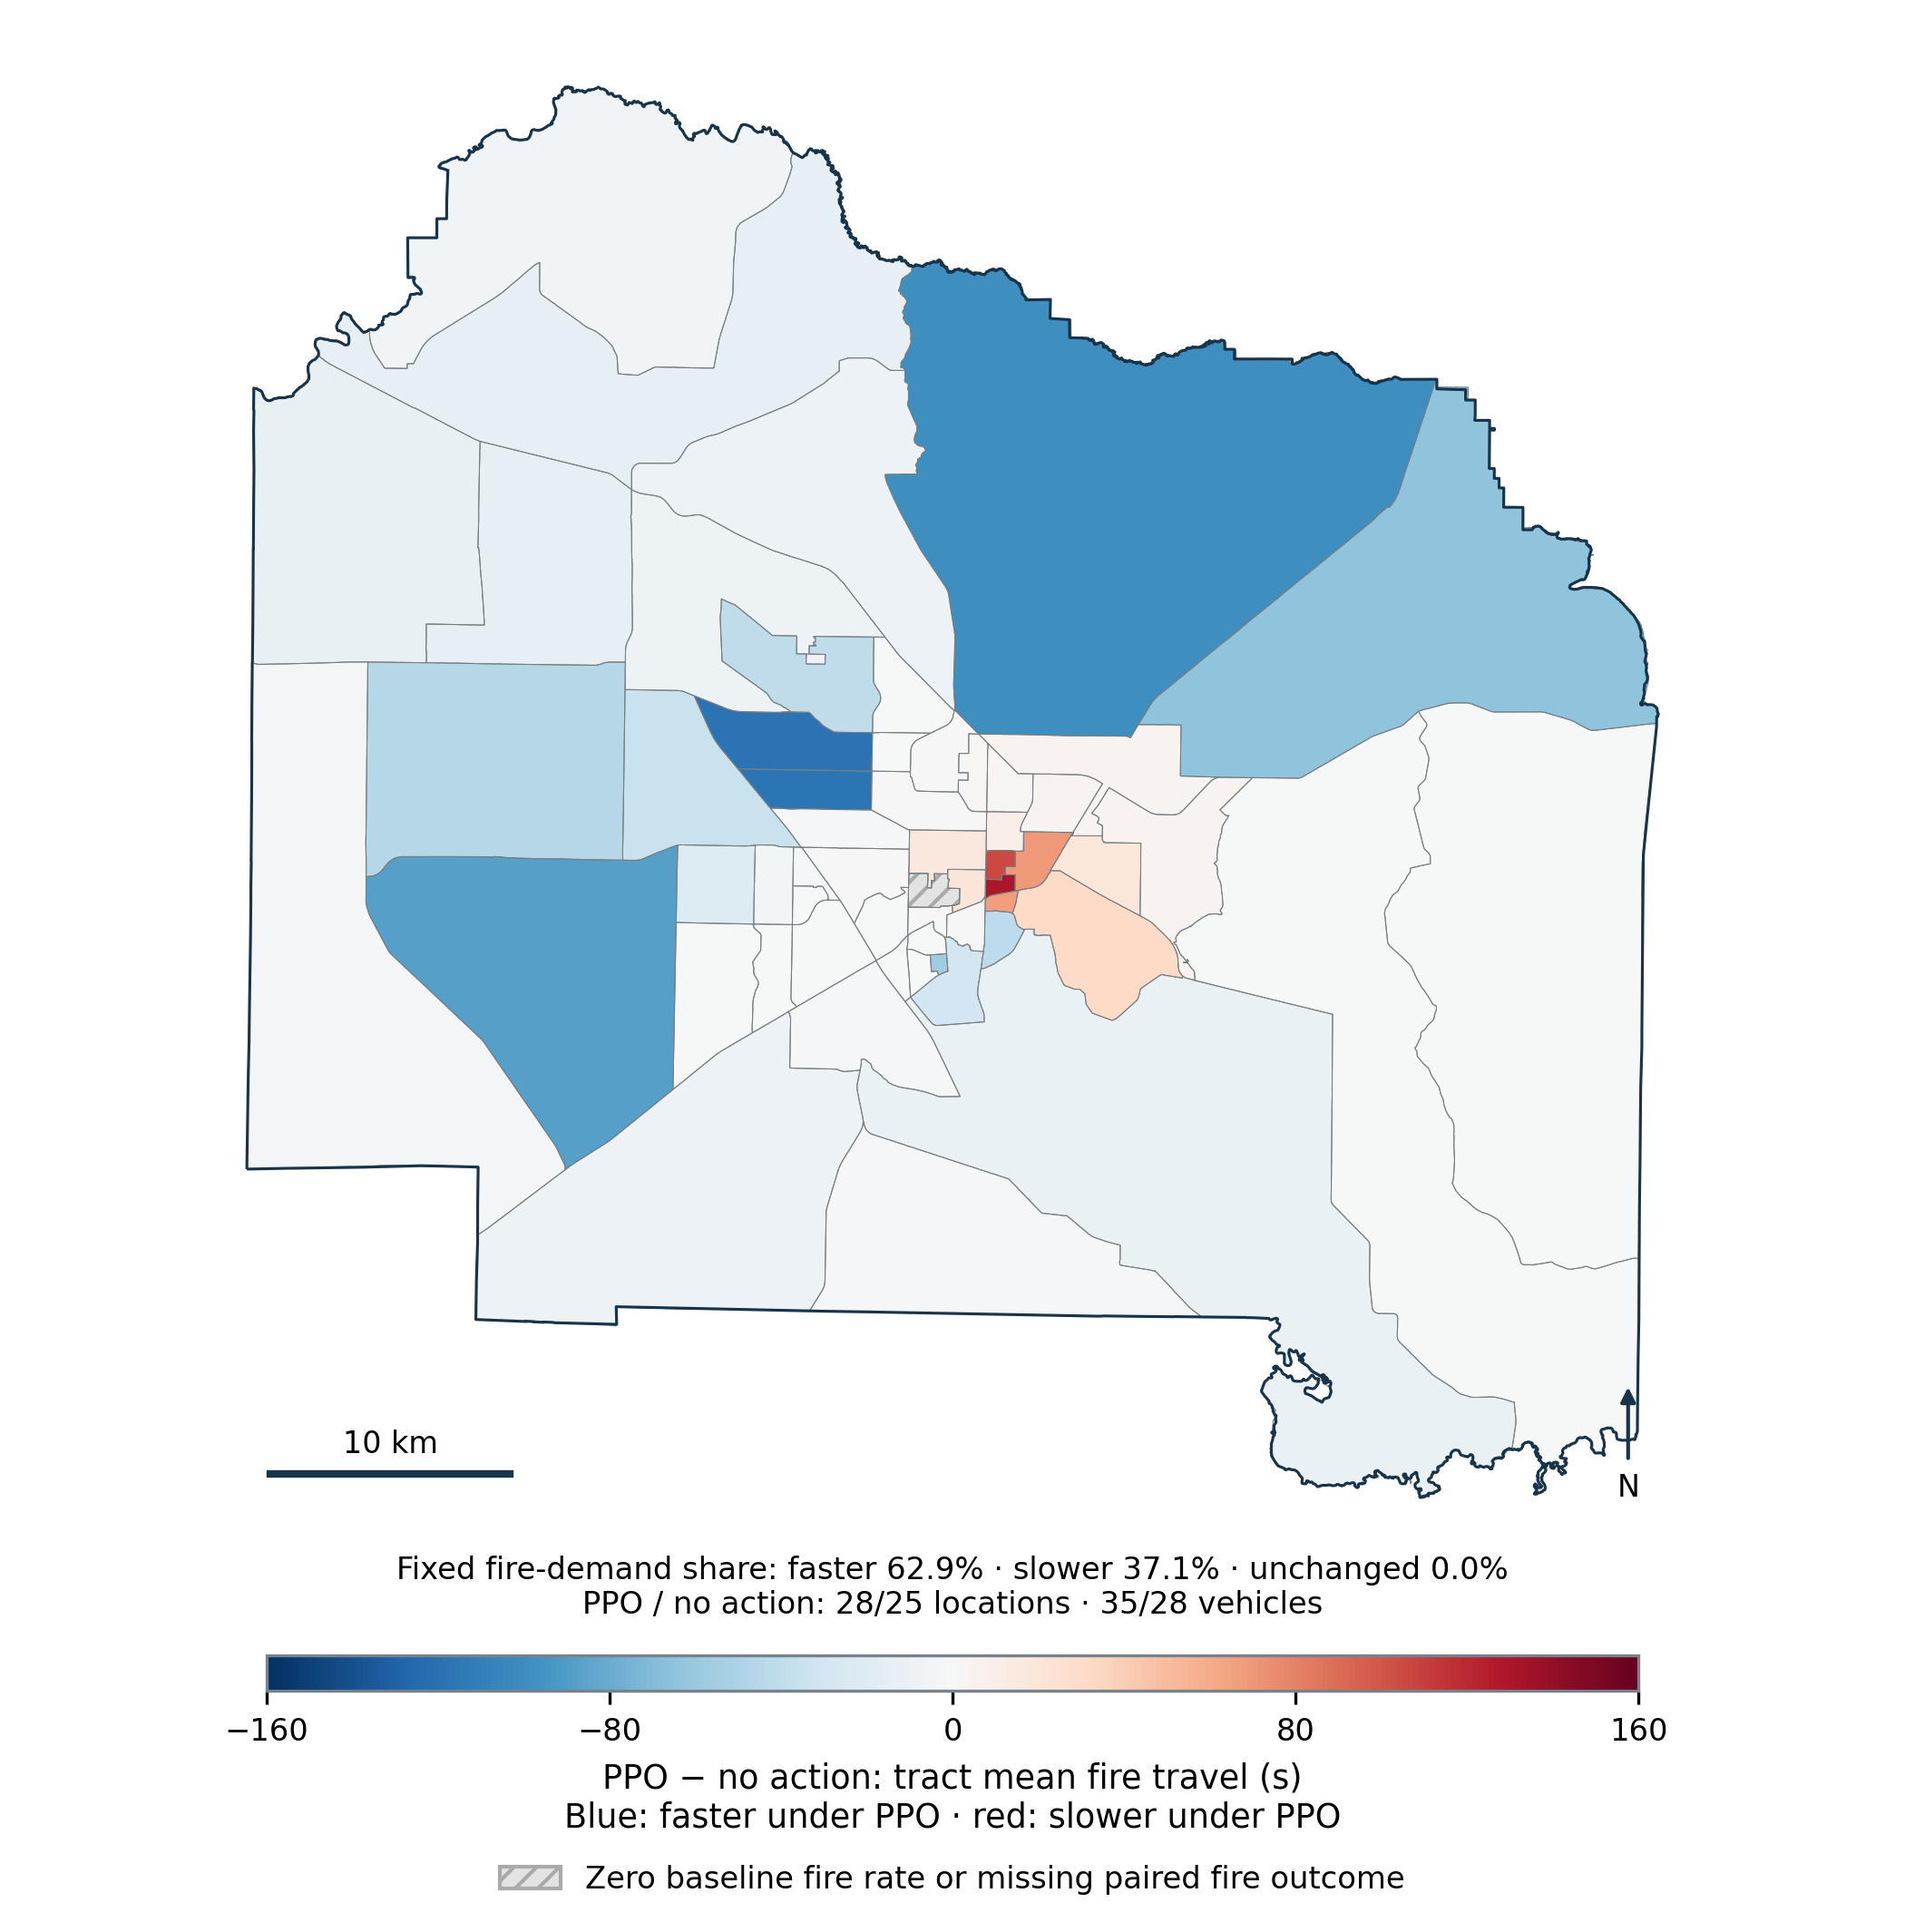 10 km
N
Fixed fire-demand share: faster 62.9% · slower 37.1% · unchanged 0.0%
PPO / no action: 28/25 locations · 35/28 vehicles
−160 −80 0 80 160
PPO − no action: tract mean fire travel (s)
Blue: faster under PPO · red: slower under PPO
Zero baseline fire rate or missing paired fire outcome